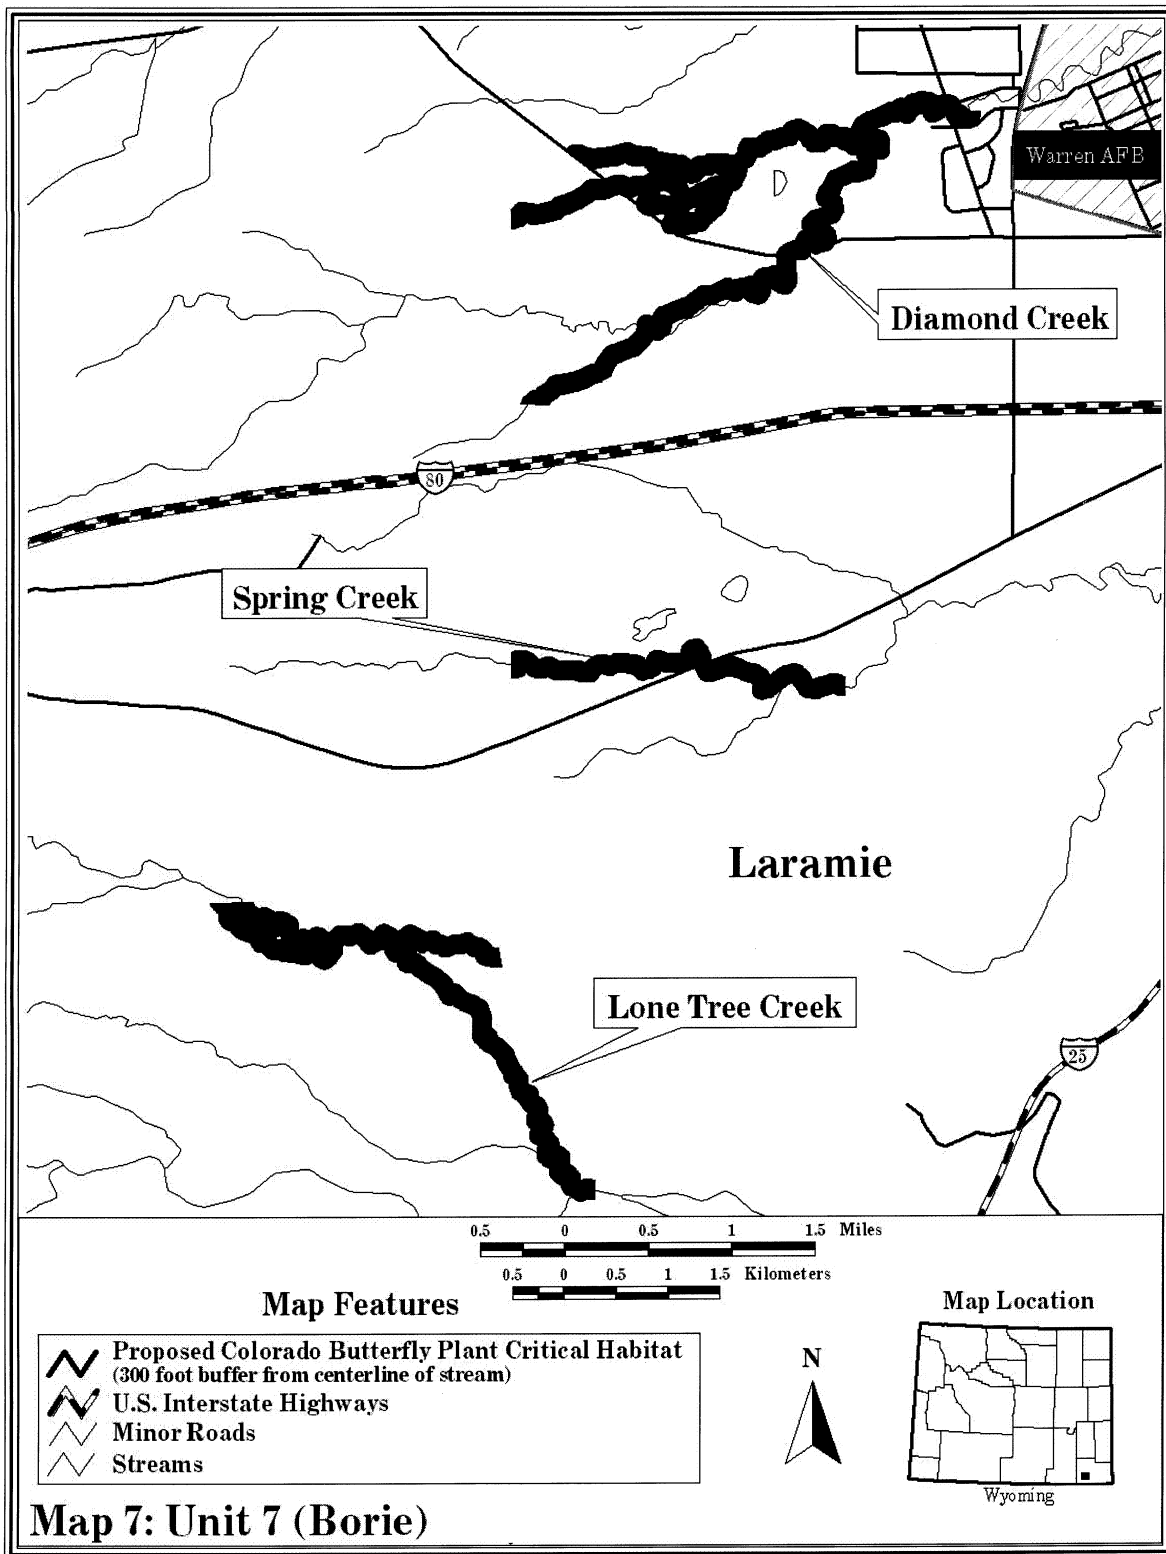 Warren AFB
Diamond Creek
80
Spring Creek
Laramie
Lone Tree Creek
25
0.5 0 0.5 1 1.5 Miles
0.5 0 0.5 1 1.5 Kilometers
Map Features
Proposed Colorado Butterfly Plant Critical Habitat
(300 foot buffer from centerline of stream)
U.S. Interstate Highways
Minor Roads
Streams
N
Map Location
Wyoming
Map 7: Unit 7 (Borie)